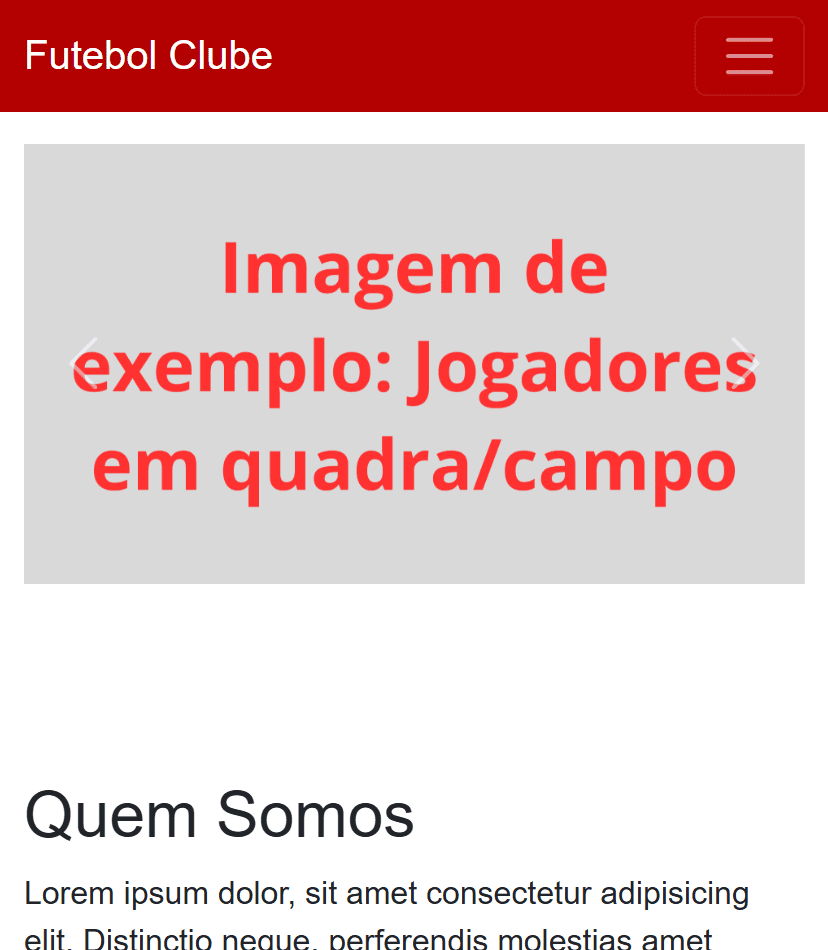 Futebol Clube
Imagem de
exemplo: Jogadores
em quadra/campo
Quem Somos
Lorem ipsum dolor, sit amet consectetur adipisicing
elit. Distinctio neque, perferendis molestias amet